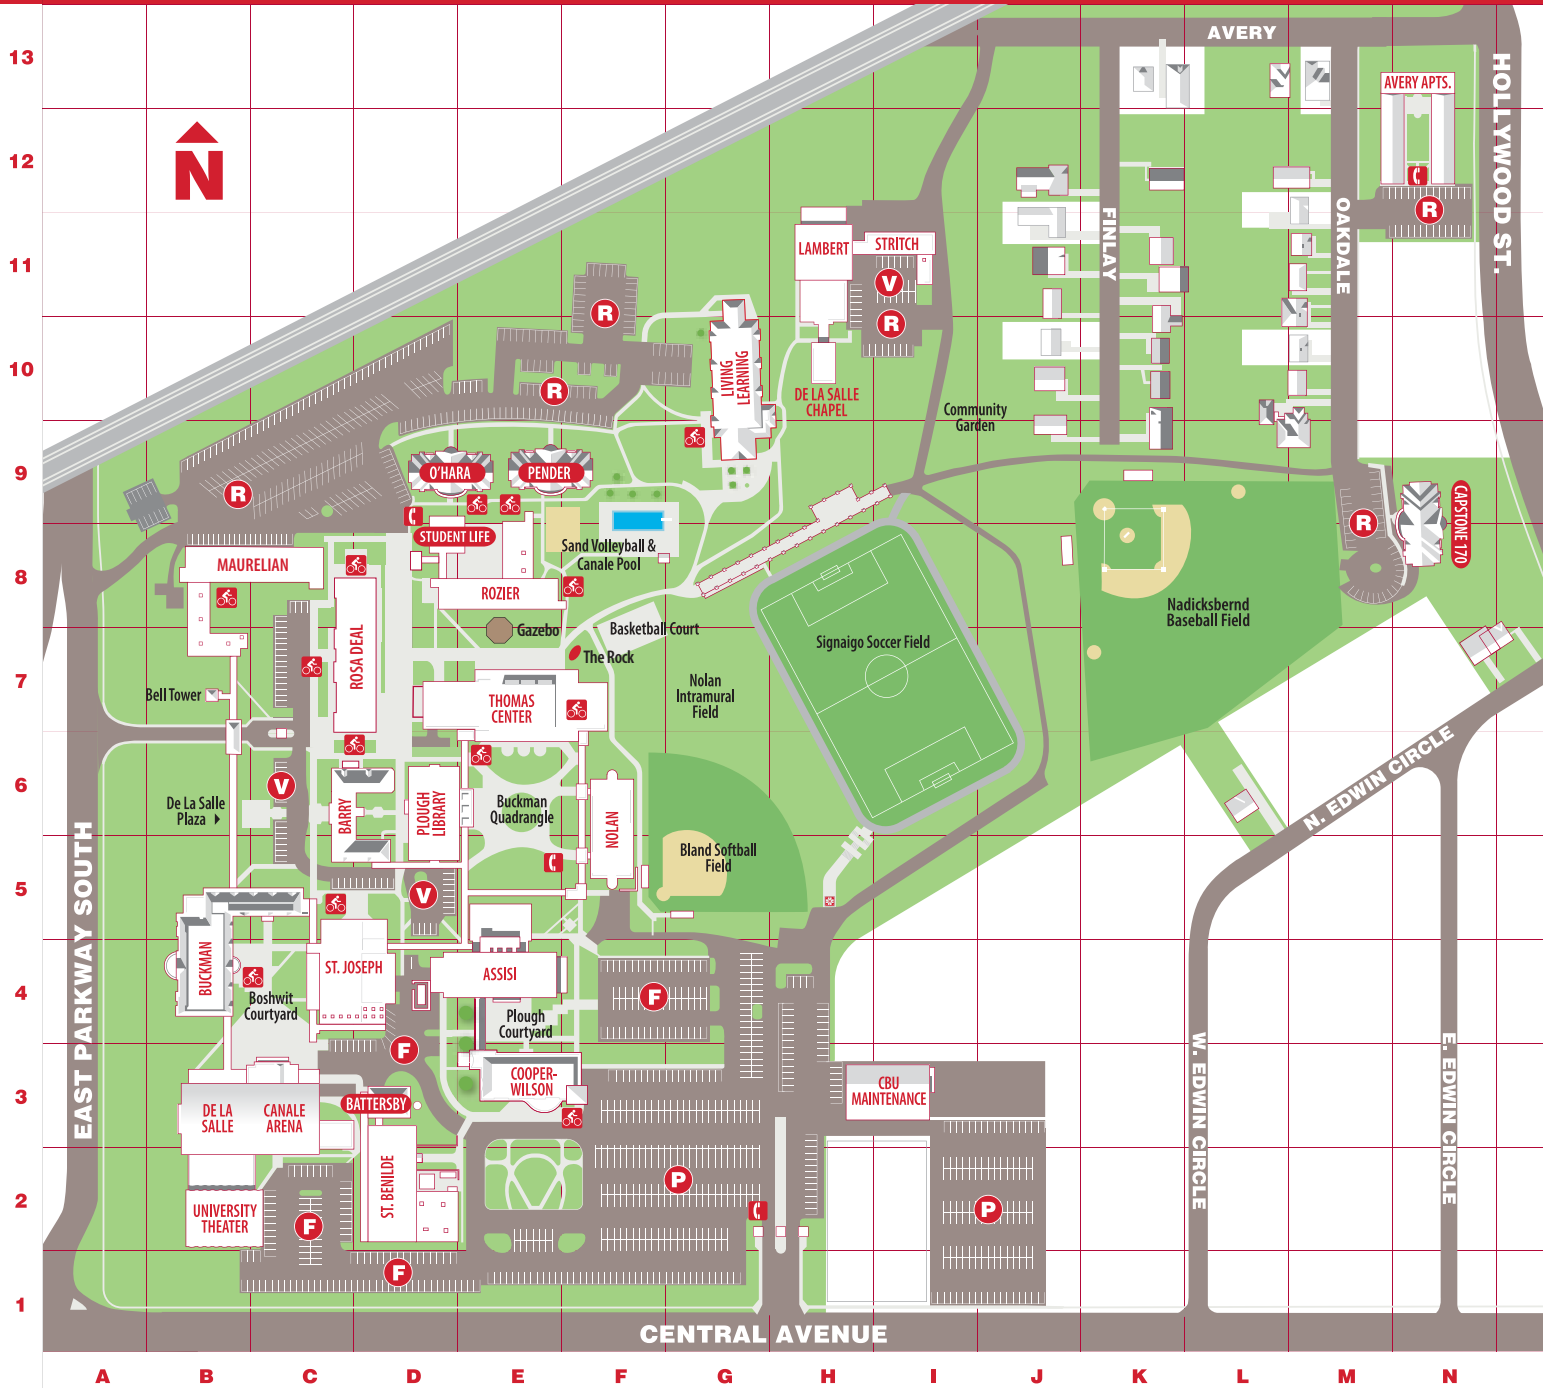 AVERY
13
HOLLYWOOD ST.
AVERY APTS.
N
12
R
FINLAY
OAKDALE
LAMBERT
STRITCH
11
V
R
R
10
LIVING
LEARNING
R
DE LA SALLE
CHAPEL
Community
Garden
9
O'HARA
PENDER
R
CAPSTONE 1770
R
STUDENT LIFE
Sand Volleyball &
Canale Pool
MAURELIAN
8
ROZIER
Nadicksbernd
Baseball Field
Gazebo
Basketball Court
Signaigo Soccer Field
ROSA DEAL
The Rock
7
Bell Tower
THOMAS
CENTER
Nolan
Intramural
Field
N. EDWIN CIRCLE
6
V
De La Salle
Plaza
BARRY
PLOUGH
LIBRARY
Buckman
Quadrangle
NOLAN
Bland Softball
Field
EAST PARKWAY SOUTH
5
V
BUCKMAN
ST. JOSEPH
ASSISI
4
Boshwit
Courtyard
F
Plough
Courtyard
F
W. EDWIN CIRCLE
E. EDWIN CIRCLE
3
COOPER-
WILSON
CBU
MAINTENANCE
DE LA
SALLE
CANALE
ARENA
BATTERSBY
2
ST. BENILDE
P
UNIVERSITY
THEATER
F
P
F
1
CENTRAL AVENUE
A B C D E F G H I J K L M N